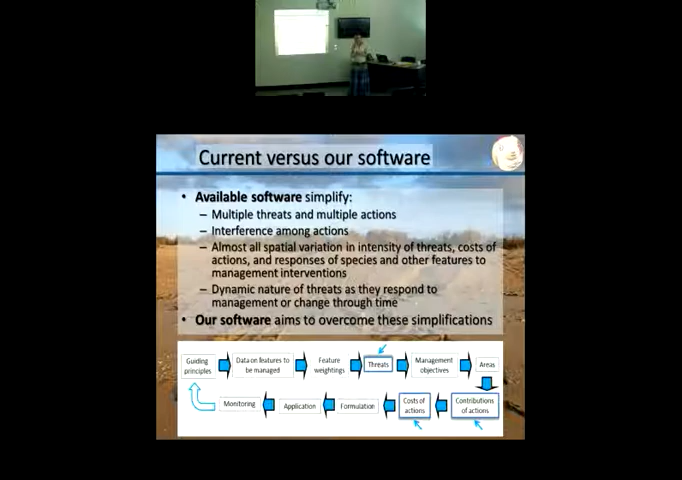 Current versus our software
• Available software simplify:
– Multiple threats and multiple actions
– Interference among actions
– Almost all spatial variation in intensity of threats, costs of
actions, and responses of species and other features to
management interventions
– Dynamic nature of threats as they respond to
management or change through time
• Our software aims to overcome these simplifications
Guiding
principles
Data on features to
be managed
Feature
weightings
Threats
Management
objectives
Areas
Monitoring
Application
Formulation
Costs of
actions
Contributions
of actions